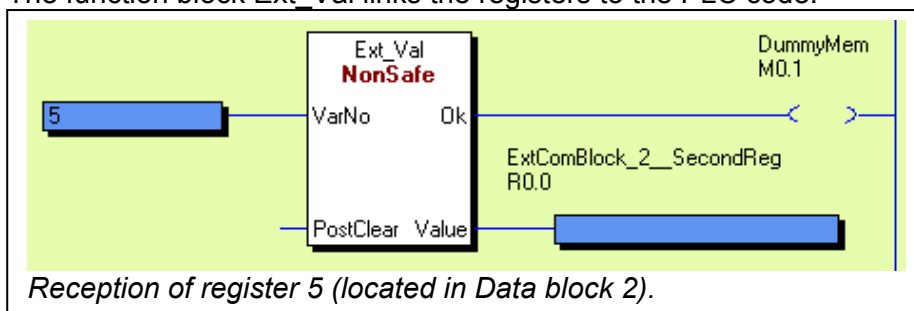 The function block Ext_Val links the registers to the PLC code.
Ext_Val
NonSafe
DummyMem
M0.1
5
VarNo
Ok
ExtComBlock_2__SecondReg
R0.0
PostClear
Value
Reception of register 5 (located in Data block 2).